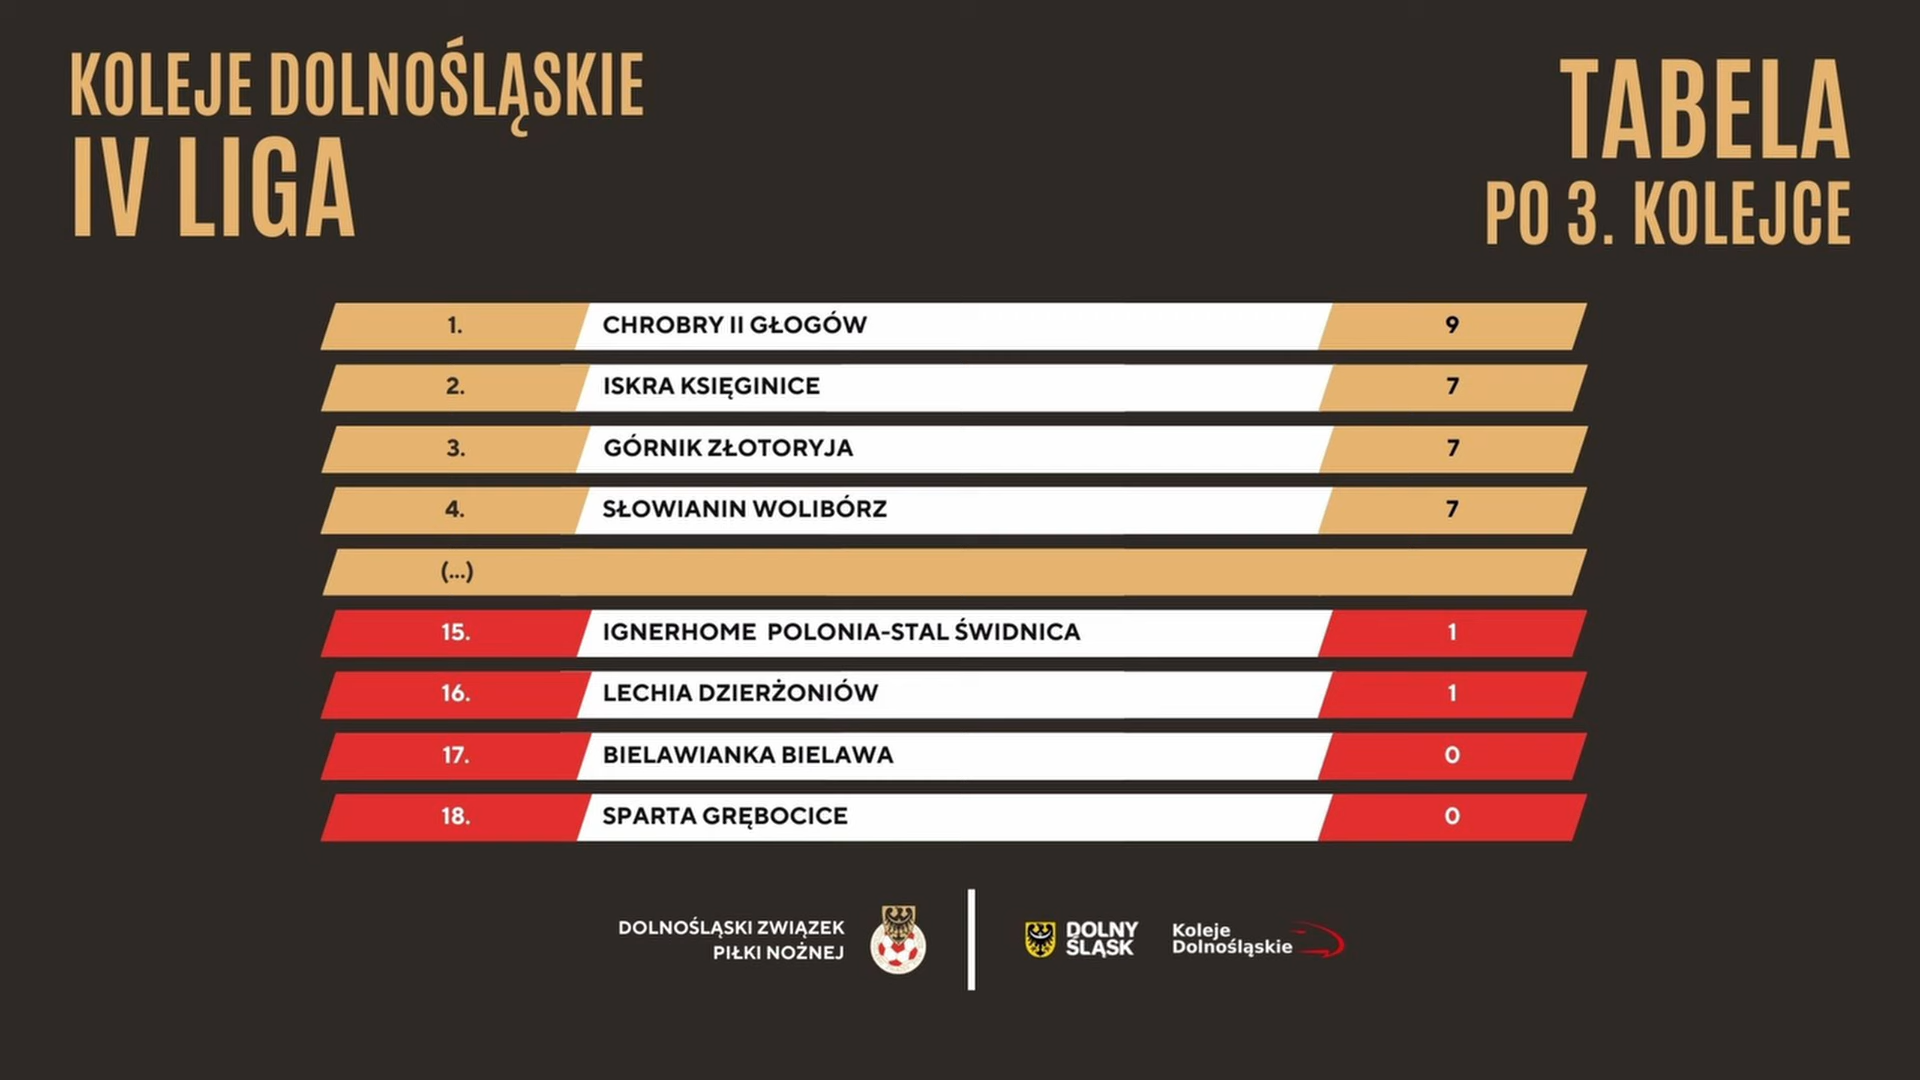 KOLEJE DOLNOŚLĄSKIE
IV LIGA
TABELA
PO 3. KOLEJCE
1. CHROBRY II GŁOGÓW 9
2. ISKRA KSIĘGINICE 7
3. GÓRNIK ZŁOTORYJA 7
4. SŁOWIANIN WOLIBÓRZ 7
(...)
15. IGNERHOME POLONIA-STAL ŚWIDNICA 1
16. LECHIA DZIERŻONIÓW 1
17. BIELAWIANKA BIELAWA 0
18. SPARTA GRĘBOCICE 0
DOLNOŚLĄSKI ZWIĄZEK
PIŁKI NOŻNEJ
DOLNY
ŚLĄSK
Koleje
Dolnośląskie